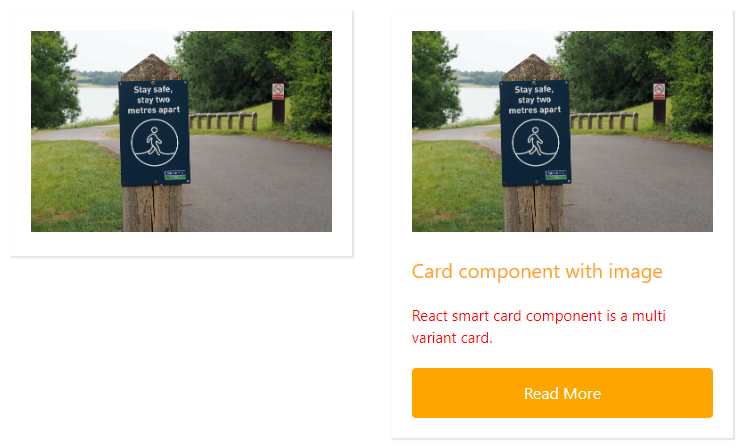 Stay safe,
stay two
metres apart
Stay safe,
stay two
metres apart
Card component with image
React smart card component is a multi
variant card.
Read More